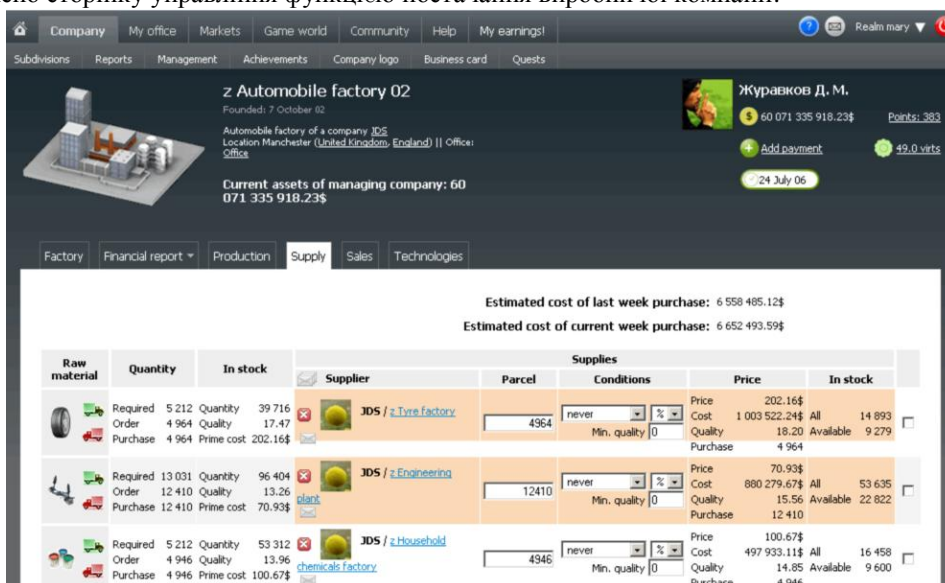 сторінку управління функцією постачання виробничої компанії.
Company My office Markets Game world Community Help My earnings! Realm mary
Subdivisions Reports Management Achievements Company logo Business card Quests
z Automobile factory 02
Founded: 7 October 02
Automobile factory of a company JDS
Location Manchester (United Kingdom, England) || Office:
Office
Current assets of managing company: 60
071 335 918.23$
Журавков Д. М.
60 071 335 918.23$ Points: 383
Add payment 49.0 virts
24 July 06
Factory Financial report Production Supply Sales Technologies
Estimated cost of last week purchase: 6 558 485.12$
Estimated cost of current week purchase: 6 652 493.59$
Raw material Quantity In stock Supplies
Supplier Parcel Conditions Price In stock
Required 5 212 Quantity 39 716 JDS / z Tyre factory 4964 never % Price 202.16$
Order 4 964 Quality 17.47 Min. quality 0 Cost 1 003 522.24$ All 14 893
Purchase 4 964 Prime cost 202.16$ Quality 18.20 Available 9 279
Purchase 4 964
Required 13 031 Quantity 96 404 JDS / z Engineering plant 12410 never % Price 70.93$
Order 12 410 Quality 13.26 Min. quality 0 Cost 880 279.67$ All 53 635
Purchase 12 410 Prime cost 70.93$ Quality 15.56 Available 22 822
Purchase 12 410
Required 5 212 Quantity 53 312 JDS / z Household chemicals factory 4946 never % Price 100.67$
Order 4 946 Quality 13.96 Min. quality 0 Cost 497 933.11$ All 16 458
Purchase 4 946 Prime cost 100.67$ Quality 14.85 Available 9 600
Purchase 4 946